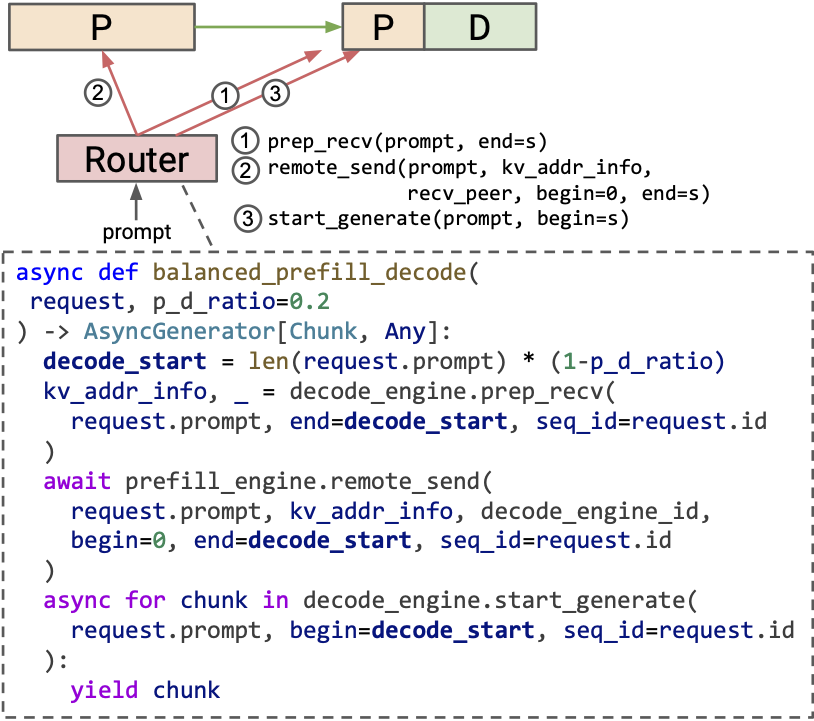 P
P
D
②
①
③
Router
prompt
① prep_recv(prompt, end=s)
② remote_send(prompt, kv_addr_info,
recv_peer, begin=0, end=s)
③ start_generate(prompt, begin=s)
async def balanced_prefill_decode(
request, p_d_ratio=0.2
) -> AsyncGenerator[Chunk, Any]:
decode_start = len(request.prompt) * (1-p_d_ratio)
kv_addr_info, _ = decode_engine.prep_recv(
request.prompt, end=decode_start, seq_id=request.id
)
await prefill_engine.remote_send(
request.prompt, kv_addr_info, decode_engine_id,
begin=0, end=decode_start, seq_id=request.id
)
async for chunk in decode_engine.start_generate(
request.prompt, begin=decode_start, seq_id=request.id
):
yield chunk